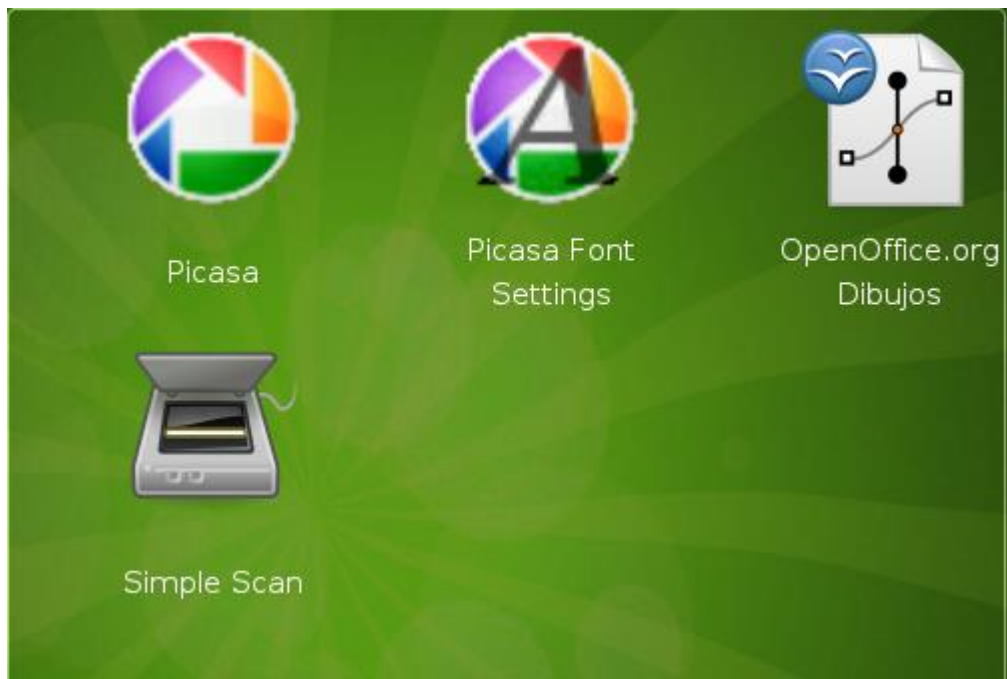 Picasa
Picasa Font
Settings
OpenOffice.org
Dibujos
Simple Scan